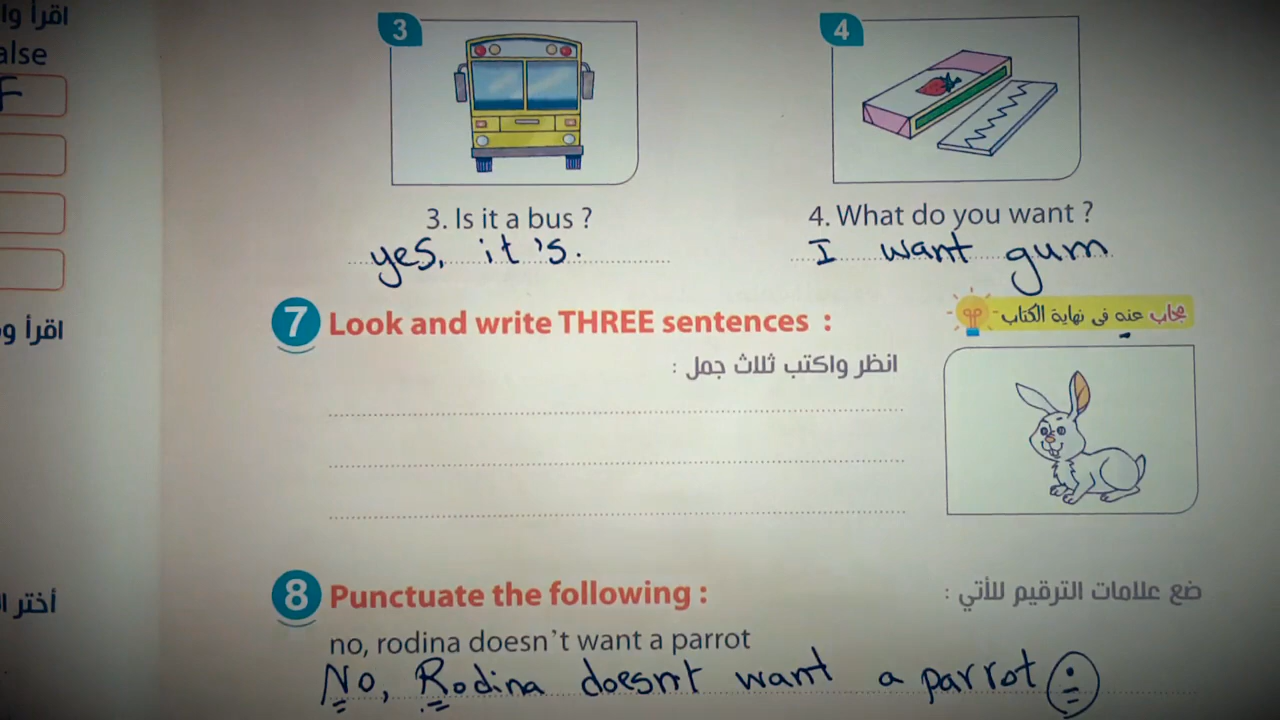 اقرأ وا
alse
F
3
4
3. Is it a bus ?
4. What do you want ?
yes, it 's.
I want gum
7 Look and write THREE sentences :
مجاب عنه فى نهاية الكتاب
اقرأ و
انظر واكتب ثلاث جمل :
8 Punctuate the following :
ضع علامات الترقيم للأتي :
أختر ا
no, rodina doesn't want a parrot
No, Rodina doesn't want a parrot.